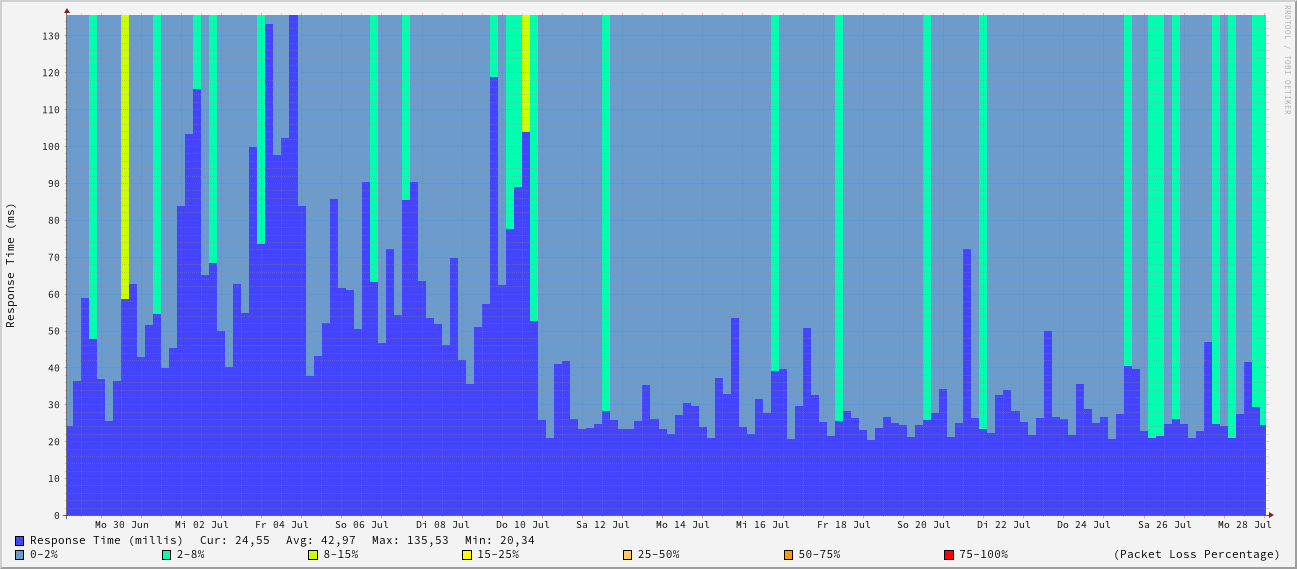 RRDTOOL / TOBI OETIKER
Response Time (ms)
130
120
110
100
90
80
70
60
50
40
30
20
10
0
Mo 30 Jun Mi 02 Jul Fr 04 Jul So 06 Jul Di 08 Jul Do 10 Jul Sa 12 Jul Mo 14 Jul Mi 16 Jul Fr 18 Jul So 20 Jul Di 22 Jul Do 24 Jul Sa 26 Jul Mo 28 Jul
Response Time (millis) Cur: 24,55 Avg: 42,97 Max: 135,53 Min: 20,34
0-2% 2-8% 8-15% 15-25% 25-50% 50-75% 75-100% (Packet Loss Percentage)